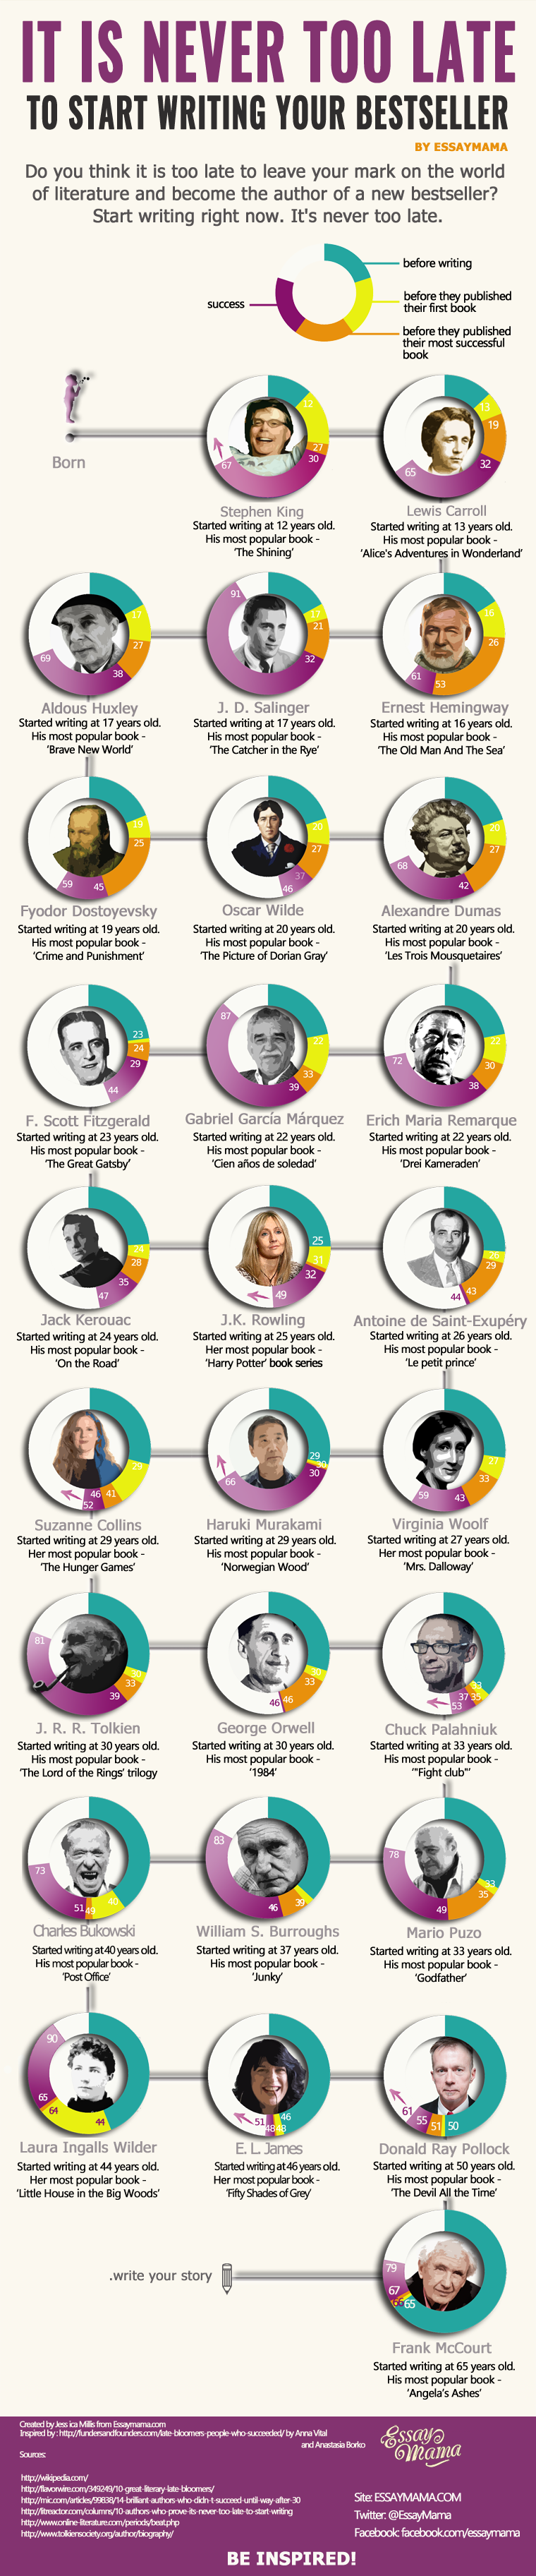 IT IS NEVER TOO LATE
TO START WRITING YOUR BESTSELLER
BY ESSAYMAMA
Do you think it is too late to leave your mark on the world
of literature and become the author of a new bestseller?
Start writing right now. It's never too late.
before writing
before they published
their first book
success
before they published
their most successful
book
Born
12
27
30
67
Stephen King
Started writing at 12 years old.
His most popular book -
'The Shining'
13
19
32
65
Lewis Carroll
Started writing at 13 years old.
His most popular book -
'Alice's Adventures in Wonderland'
17
27
38
69
Aldous Huxley
Started writing at 17 years old.
His most popular book -
'Brave New World'
91
17
21
32
J. D. Salinger
Started writing at 17 years old.
His most popular book -
'The Catcher in the Rye'
16
26
53
61
Ernest Hemingway
Started writing at 16 years old.
His most popular book -
'The Old Man And The Sea'
19
25
45
59
Fyodor Dostoyevsky
Started writing at 19 years old.
His most popular book -
'Crime and Punishment'
20
27
37
46
Oscar Wilde
Started writing at 20 years old.
His most popular book -
'The Picture of Dorian Gray'
20
27
42
68
Alexandre Dumas
Started writing at 20 years old.
His most popular book -
'Les Trois Mousquetaires'
23
24
29
44
F. Scott Fitzgerald
Started writing at 23 years old.
His most popular book -
'The Great Gatsby'
87
22
33
39
Gabriel García Márquez
Started writing at 22 years old.
His most popular book -
'Cien años de soledad'
22
30
38
72
Erich Maria Remarque
Started writing at 22 years old.
His most popular book -
'Drei Kameraden'
24
28
35
47
Jack Kerouac
Started writing at 24 years old.
His most popular book -
'On the Road'
25
31
32
49
J.K. Rowling
Started writing at 25 years old.
Her most popular book -
'Harry Potter' book series
26
29
43
44
Antoine de Saint-Exupéry
Started writing at 26 years old.
His most popular book -
'Le petit prince'
29
41
46
52
Suzanne Collins
Started writing at 29 years old.
Her most popular book -
'The Hunger Games'
29
30
30
66
Haruki Murakami
Started writing at 29 years old.
His most popular book -
'Norwegian Wood'
27
33
43
59
Virginia Woolf
Started writing at 27 years old.
Her most popular book -
'Mrs. Dalloway'
81
30
33
39
J. R. R. Tolkien
Started writing at 30 years old.
His most popular book -
'The Lord of the Rings' trilogy
30
33
46
46
George Orwell
Started writing at 30 years old.
His most popular book -
'1984'
33
35
37
53
Chuck Palahniuk
Started writing at 33 years old.
His most popular book -
'"Fight club"'
73
40
49
51
Charles Bukowski
Started writing at 40 years old.
His most popular book -
'Post Office'
83
39
46
William S. Burroughs
Started writing at 37 years old.
His most popular book -
'Junky'
78
33
35
49
Mario Puzo
Started writing at 33 years old.
His most popular book -
'Godfather'
90
65
64
44
Laura Ingalls Wilder
Started writing at 44 years old.
Her most popular book -
'Little House in the Big Woods'
46
48
51
E. L. James
Started writing at 46 years old.
Her most popular book -
'Fifty Shades of Grey'
61
55
51
50
Donald Ray Pollock
Started writing at 50 years old.
His most popular book -
'The Devil All the Time'
.write your story
79
67
66
65
Frank McCourt
Started writing at 65 years old.
His most popular book -
'Angela's Ashes'
Created by Jess ica Millis from Essaymama.com
Inspired by : http://fundersandfounders.com/late-bloomers-people-who-succeeded/ by Anna Vital
and Anastasia Borko
Sources:
http://wikipedia.com/
http://flavorwire.com/349249/10-great-literary-late-bloomers/
http://mic.com/articles/99838/14-brilliant-authors-who-didn-t-succeed-until-way-after-30
http://litreactor.com/columns/10-authors-who-prove-its-never-too-late-to-start-writing
http://www.online-literature.com/periods/beat.php
http://www.tolkiensociety.org/author/biography/
Essay
Mama
Site: ESSAYMAMA.COM
Twitter: @EssayMama
Facebook: facebook.com/essaymama
BE INSPIRED!